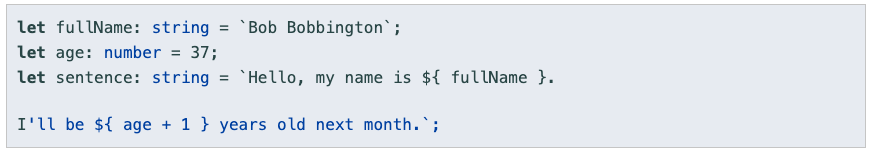 let fullName: string = `Bob Bobbington`;
let age: number = 37;
let sentence: string = `Hello, my name is ${ fullName }.
I'll be ${ age + 1 } years old next month.`;